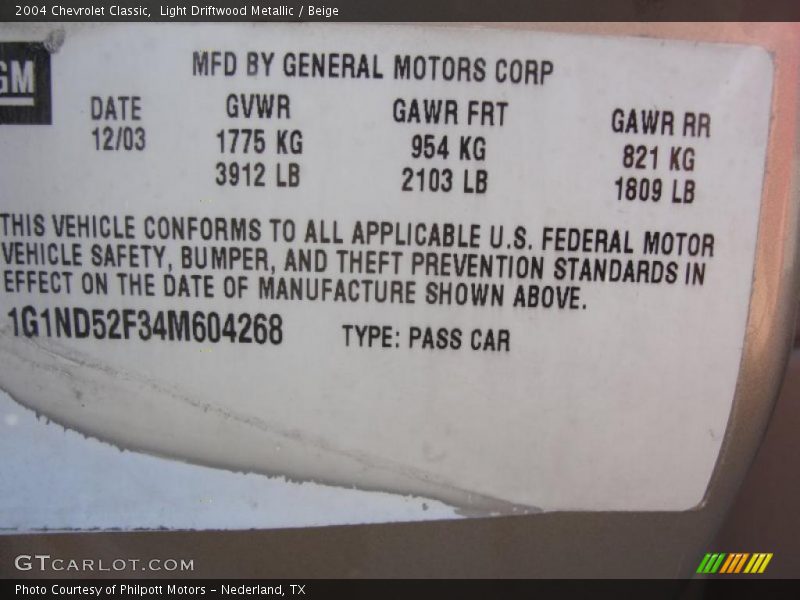 2004 Chevrolet Classic,  Light Driftwood Metallic / Beige
GM
MFD BY GENERAL MOTORS CORP
DATE GVWR GAWR FRT GAWR RR
12/03 1775 KG 954 KG 821 KG
3912 LB 2103 LB 1809 LB
THIS VEHICLE CONFORMS TO ALL APPLICABLE U.S. FEDERAL MOTOR
VEHICLE SAFETY, BUMPER, AND THEFT PREVENTION STANDARDS IN
EFFECT ON THE DATE OF MANUFACTURE SHOWN ABOVE.
1G1ND52F34M604268 TYPE: PASS CAR
GTCARLOT.COM
Photo Courtesy of Philpott Motors - Nederland, TX